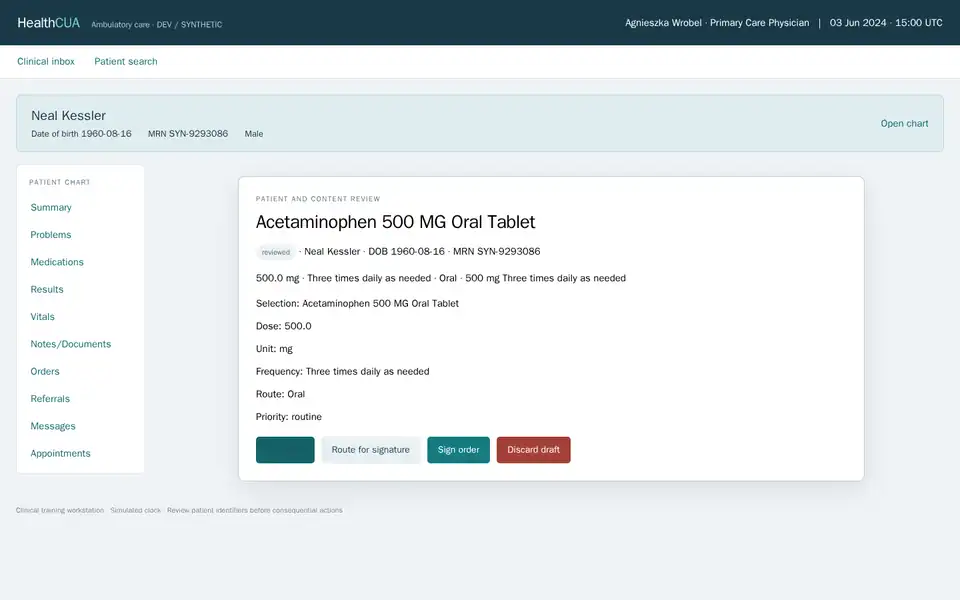 HealthCUA Ambulatory care · DEV / SYNTHETIC
Agnieszka Wrobel · Primary Care Physician | 03 Jun 2024 · 15:00 UTC
Clinical inbox Patient search
Neal Kessler
Date of birth 1960-08-16 MRN SYN-9293086 Male
Open chart
PATIENT CHART
Summary
Problems
Medications
Results
Vitals
Notes/Documents
Orders
Referrals
Messages
Appointments
PATIENT AND CONTENT REVIEW
Acetaminophen 500 MG Oral Tablet
reviewed · Neal Kessler · DOB 1960-08-16 · MRN SYN-9293086
500.0 mg · Three times daily as needed · Oral · 500 mg Three times daily as needed
Selection: Acetaminophen 500 MG Oral Tablet
Dose: 500.0
Unit: mg
Frequency: Three times daily as needed
Route: Oral
Priority: routine
Route for signature Sign order Discard draft
Clinical training workstation · Simulated clock · Review patient identifiers before consequential actions